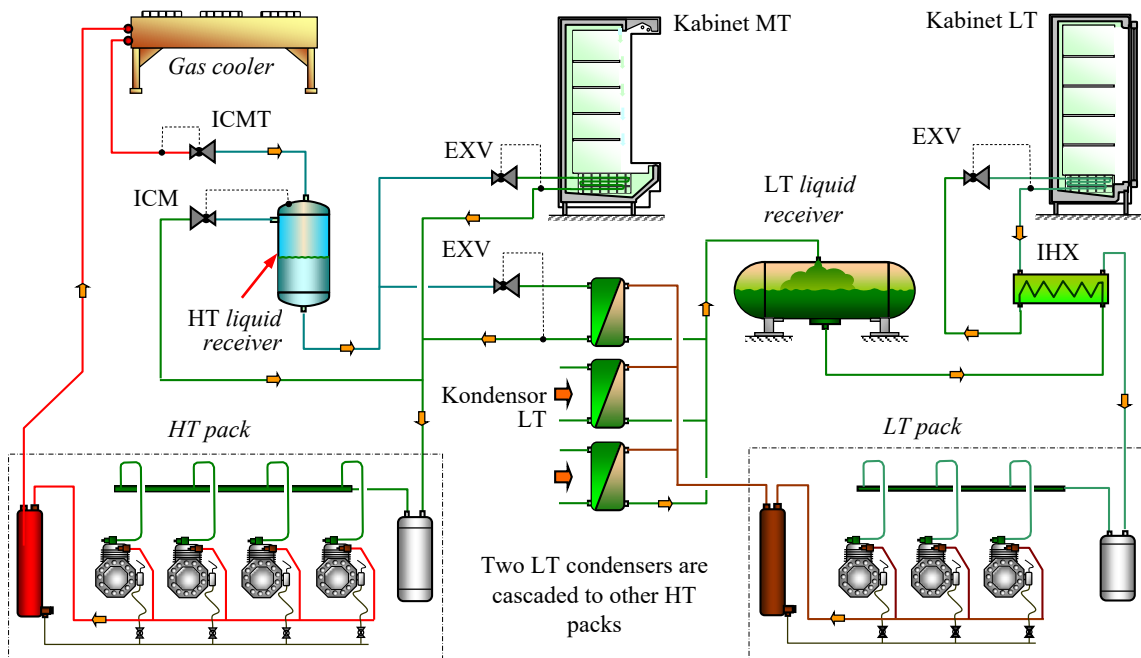 Gas cooler
Kabinet MT
Kabinet LT
ICMT
EXV
EXV
ICM
LT liquid
receiver
EXV
IHX
HT liquid
receiver
Kondensor
LT
HT pack
LT pack
Two LT condensers are
cascaded to other HT
packs